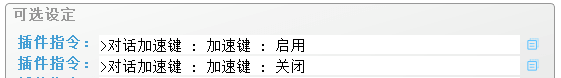 可选设定
插件指令：>对话加速键 : 加速键 : 启用
插件指令：>对话加速键 : 加速键 : 关闭